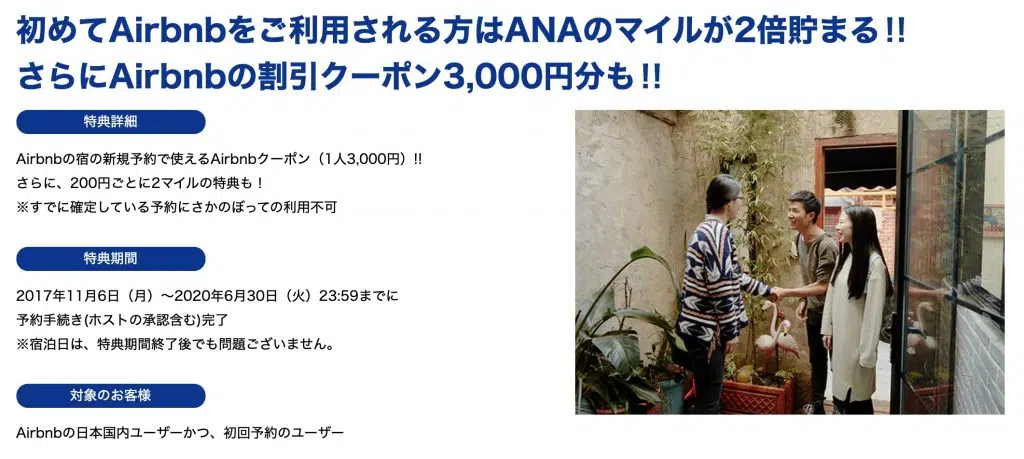 初めてAirbnbをご利用される方はANAのマイルが2倍貯まる!!
さらにAirbnbの割引クーポン3,000円分も!!
特典詳細
Airbnbの宿の新規予約で使えるAirbnbクーポン（1人3,000円）!!
さらに、200円ごとに2マイルの特典も！
※すでに確定している予約にさかのぼっての利用不可
特典期間
2017年11月6日（月）〜2020年6月30日（火）23:59までに
予約手続き(ホストの承認含む)完了
※宿泊日は、特典期間終了後でも問題ございません。
対象のお客様
Airbnbの日本国内ユーザーかつ、初回予約のユーザー